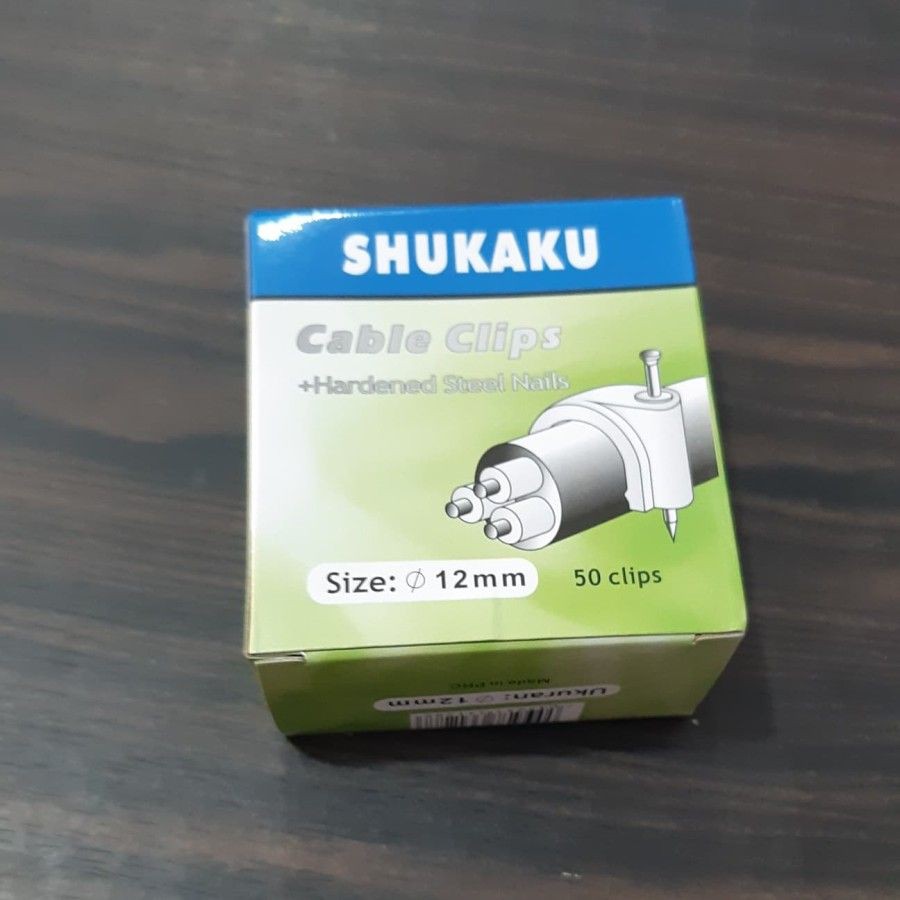 SHUKAKU
Cable Clips
+Hardened Steel Nails
Size: ⌀ 12mm
50 clips
Ukuran: ⌀ 12mm
Made in PRC